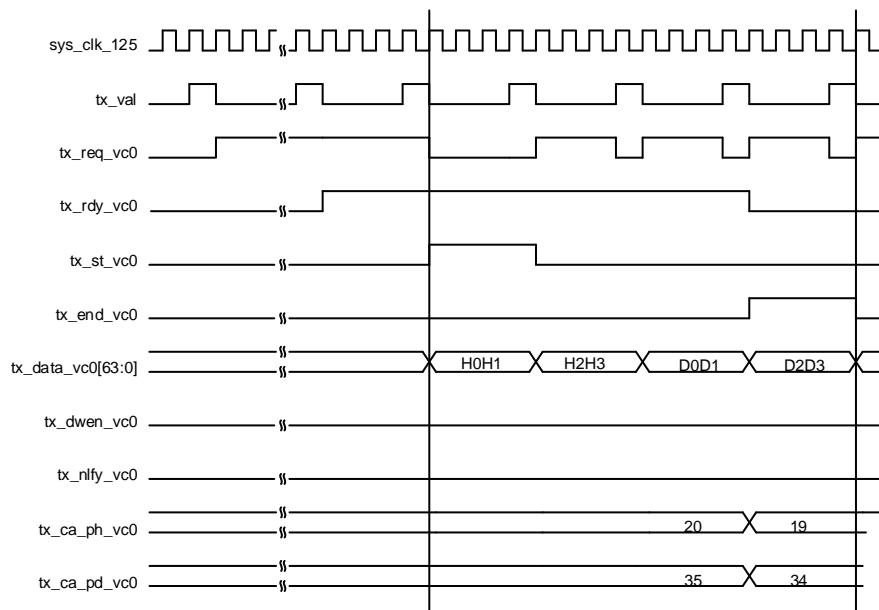 sys_clk_125
tx_val
tx_req_vc0
tx_rdy_vc0
tx_st_vc0
tx_end_vc0
tx_data_vc0[63:0] H0H1 H2H3 D0D1 D2D3
tx_dwen_vc0
tx_nlfy_vc0
tx_ca_ph_vc0 20 19
tx_ca_pd_vc0 35 34